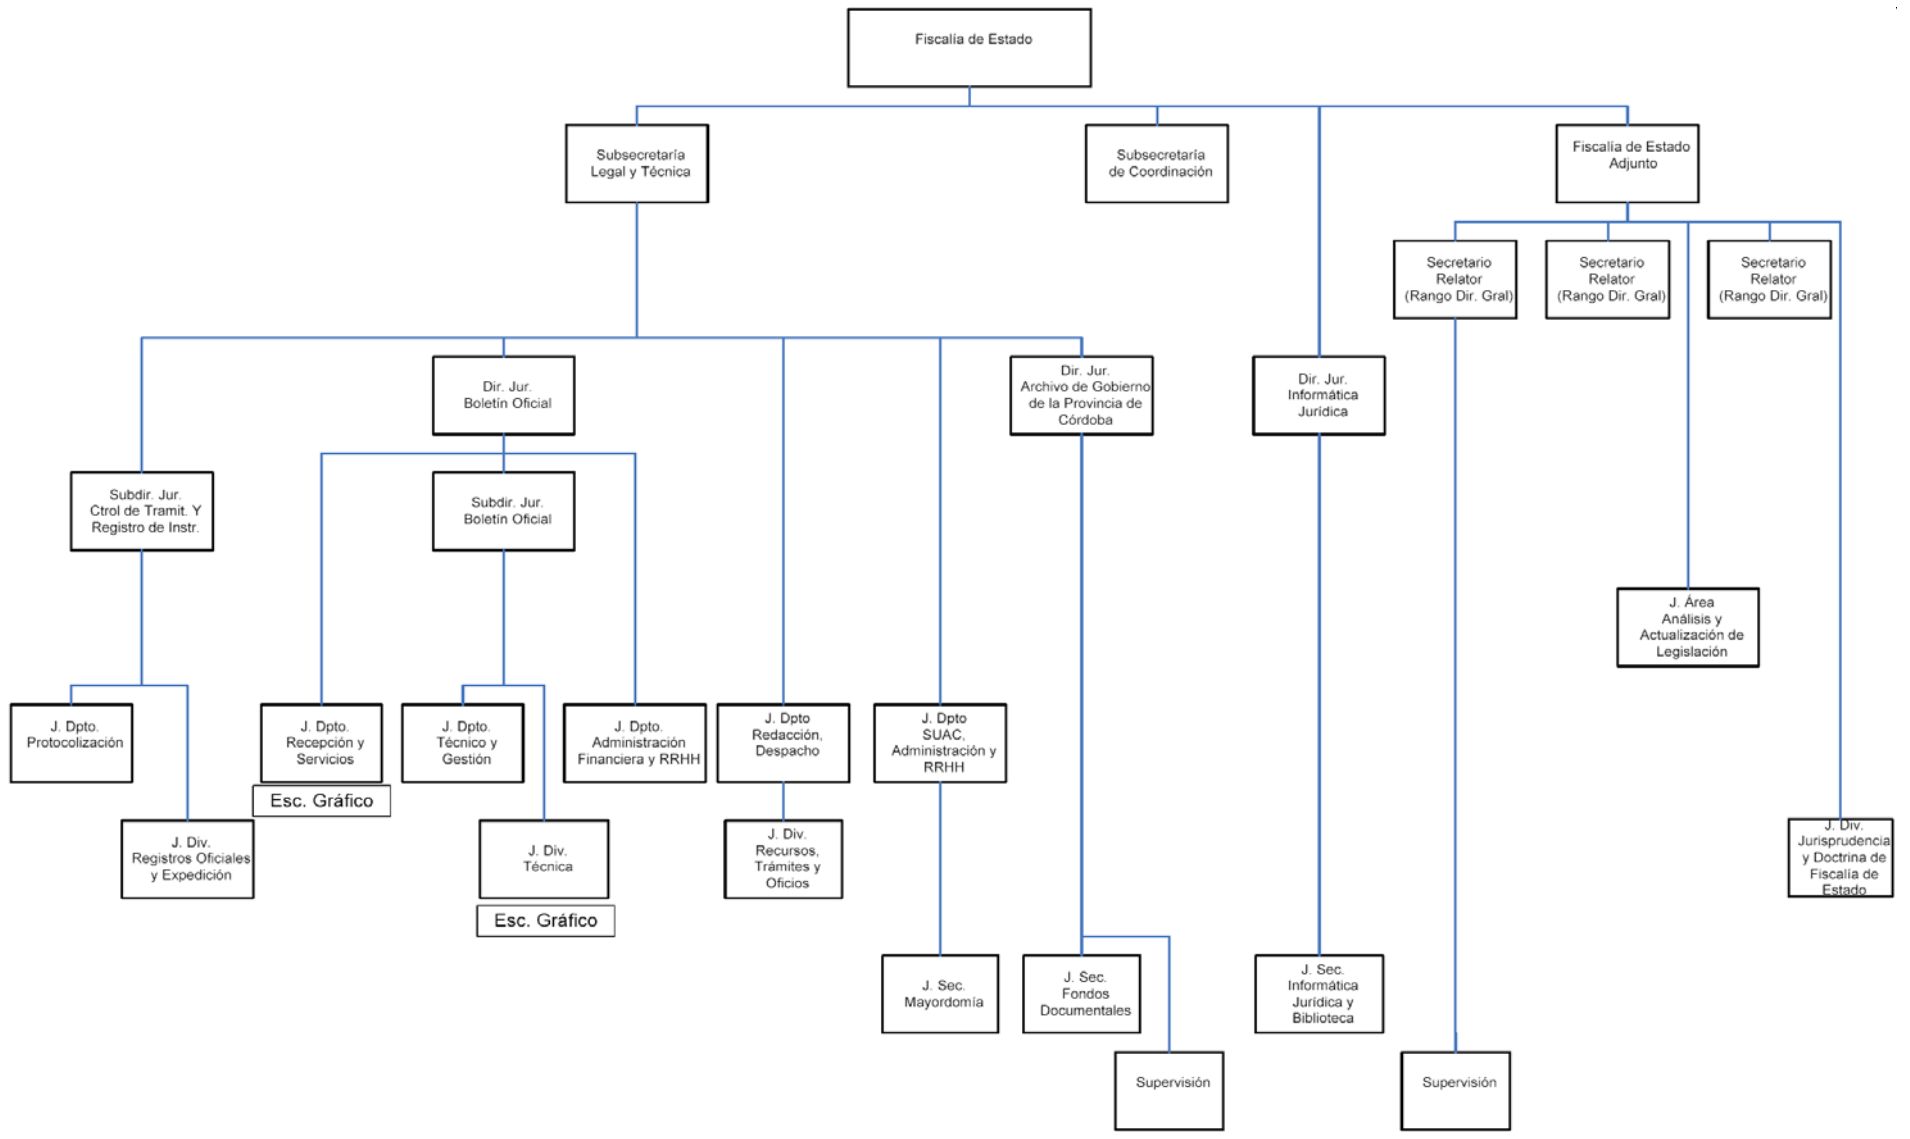 Fiscalía de Estado
Subsecretaría
Legal y Técnica
Subsecretaría
de Coordinación
Fiscalía de Estado
Adjunto
Secretario
Relator
(Rango Dir. Gral)
Secretario
Relator
(Rango Dir. Gral)
Secretario
Relator
(Rango Dir. Gral)
Dir. Jur.
Boletín Oficial
Dir. Jur.
Archivo de Gobierno
de la Provincia de
Córdoba
Dir. Jur.
Informática
Jurídica
Subdir. Jur.
Ctrol de Tramit. Y
Registro de Instr.
Subdir. Jur.
Boletín Oficial
J. Área
Análisis y
Actualización de
Legislación
J. Dpto.
Protocolización
J. Dpto.
Recepción y
Servicios
Esc. Gráfico
J. Dpto.
Técnico y
Gestión
J. Dpto.
Administración
Financiera y RRHH
J. Dpto
Redacción,
Despacho
J. Dpto
SUAC,
Administración y
RRHH
J. Div.
Registros Oficiales
y Expedición
J. Div.
Técnica
Esc. Gráfico
J. Div.
Recursos,
Trámites y
Oficios
J. Div.
Jurisprudencia
y Doctrina de
Fiscalía de
Estado
J. Sec.
Mayordomía
J. Sec.
Fondos
Documentales
J. Sec.
Informática
Jurídica y
Biblioteca
Supervisión
Supervisión